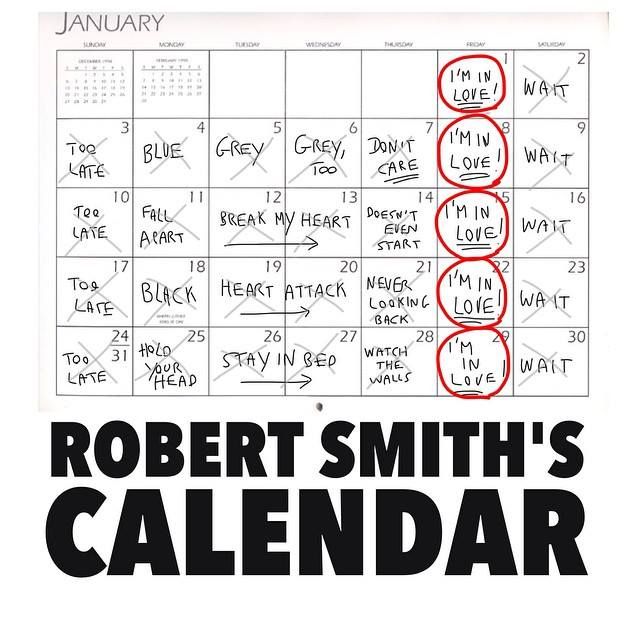 JANUARY
SUNDAY MONDAY TUESDAY WEDNESDAY THURSDAY FRIDAY SATURDAY
DECEMBER
FEBRUARY
1
I'M IN
LOVE!
2
WAIT
3
TOO
LATE
4
BLUE
5
GREY
6
GREY,
TOO
7
DON'T
CARE
8
I'M IN
LOVE!
9
WAIT
10
TOO
LATE
11
FALL
APART
12 13
BREAK MY HEART
14
DOESN'T
EVEN
START
15
I'M IN
LOVE!
16
WAIT
17
TOO
LATE
18
BLACK
19 20
HEART ATTACK
21
NEVER
LOOKING
BACK
22
I'M IN
LOVE!
23
WAIT
24
31
TOO
LATE
25
HOLD
YOUR
HEAD
26 27
STAY IN BED
28
WATCH
THE
WALLS
29
I'M
IN
LOVE!
30
WAIT
ROBERT SMITH'S
CALENDAR